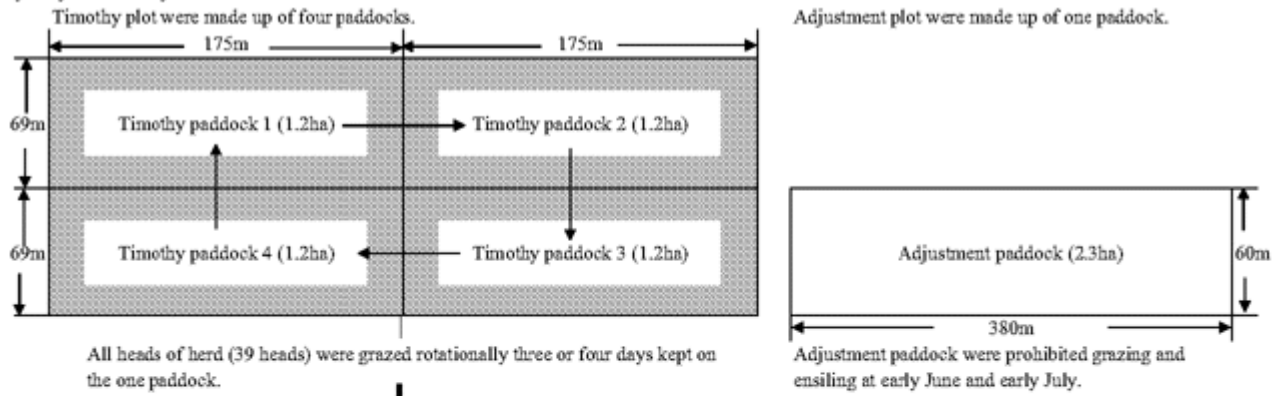 Timothy plot were made up of four paddocks.
Adjustment plot were made up of one paddock.
175m
175m
69m
Timothy paddock 1 (1.2ha)
Timothy paddock 2 (1.2ha)
69m
Timothy paddock 4 (1.2ha)
Timothy paddock 3 (1.2ha)
Adjustment paddock (2.3ha)
60m
380m
All heads of herd (39 heads) were grazed rotationally three or four days kept on
the one paddock.
Adjustment paddock were prohibited grazing and
ensiling at early June and early July.